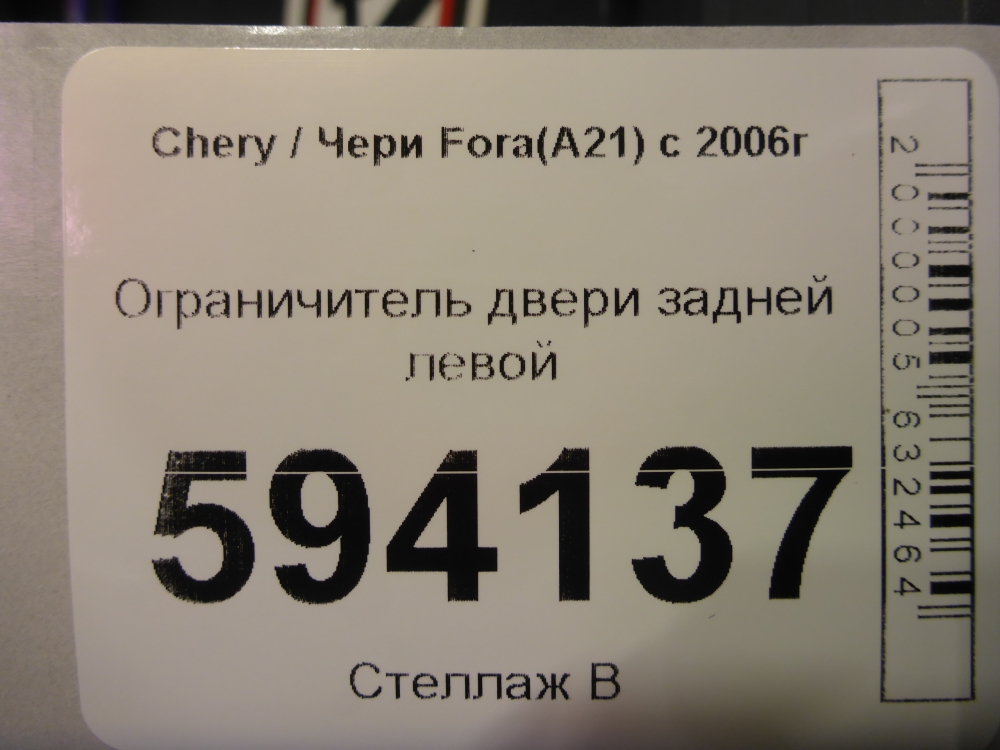 Chery / Чери Fora(A21) с 2006г
Ограничитель двери задней
левой
594137
Стеллаж В
2000005632464